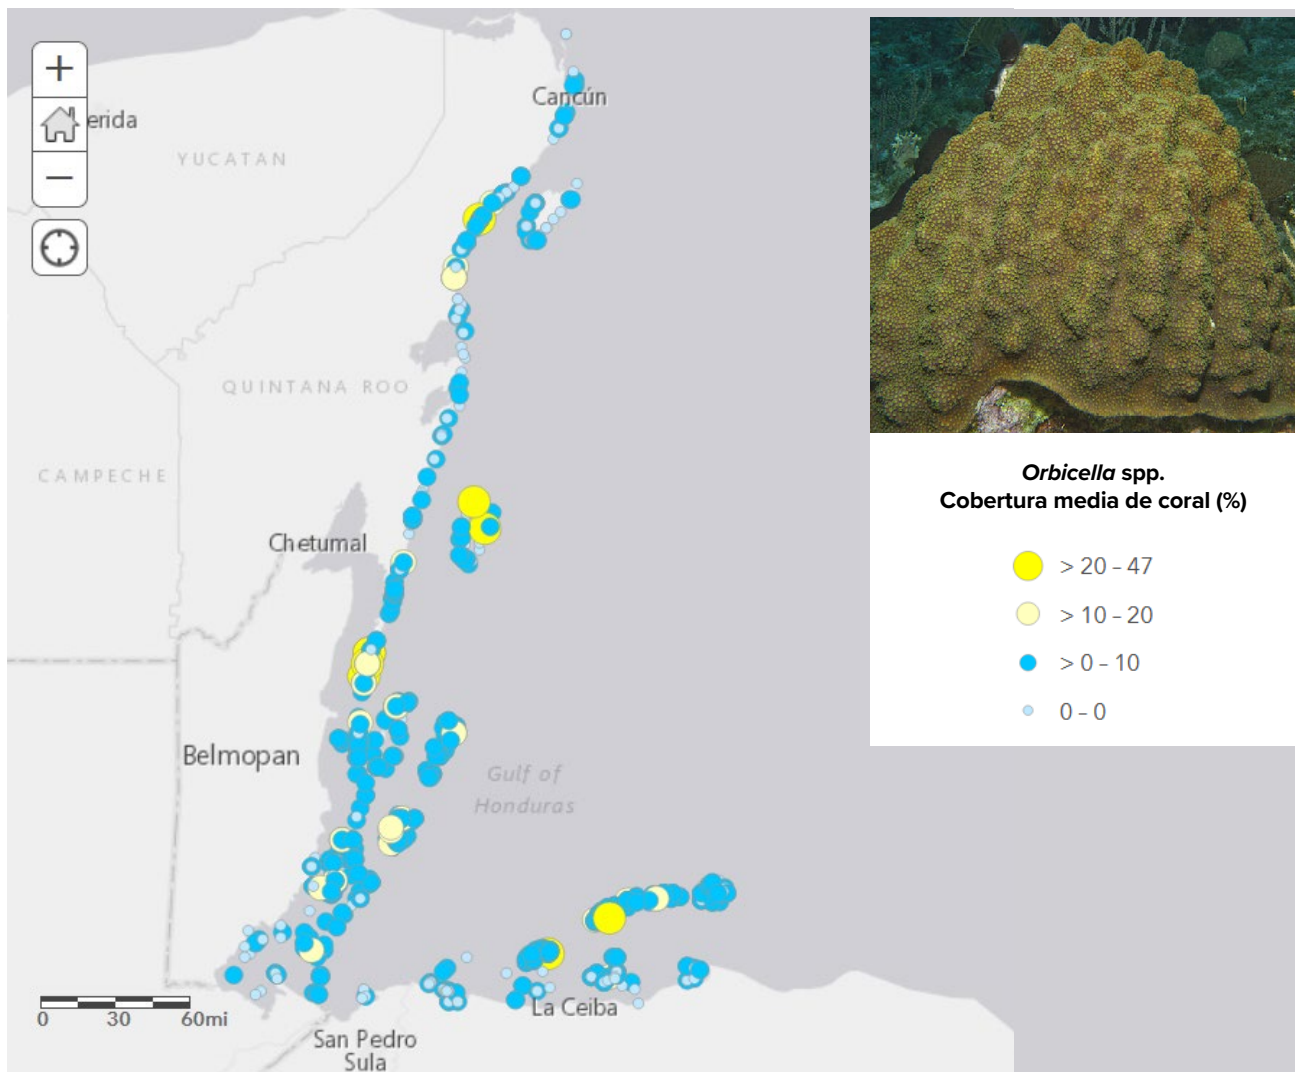 +
erida
−
Cancún
YUCATAN
QUINTANA ROO
CAMPECHE
Chetumal
Belmopan
Gulf of
Honduras
La Ceiba
San Pedro
Sula
0 30 60mi
Orbicella spp.
Cobertura media de coral (%)
> 20 – 47
> 10 – 20
> 0 – 10
0 – 0